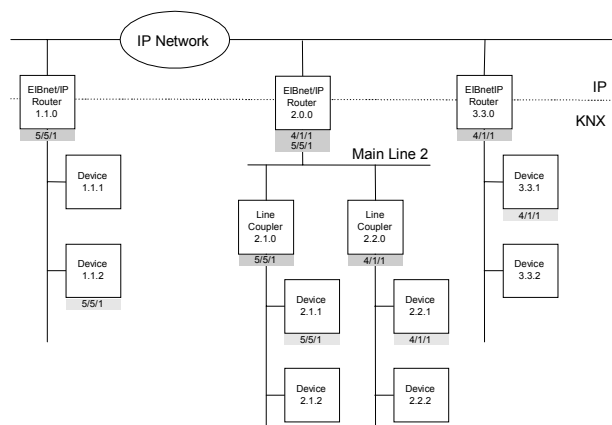 IP Network
EIBnet/IP
Router
1.1.0
5/5/1
EIBnet/IP
Router
2.0.0
4/1/1
5/5/1
EIBnetIP
Router
3.3.0
4/1/1
IP
KNX
Main Line 2
Device
1.1.1
Device
1.1.2
5/5/1
Line
Coupler
2.1.0
5/5/1
Line
Coupler
2.2.0
4/1/1
Device
3.3.1
4/1/1
Device
3.3.2
Device
2.1.1
5/5/1
Device
2.2.1
4/1/1
Device
2.1.2
Device
2.2.2